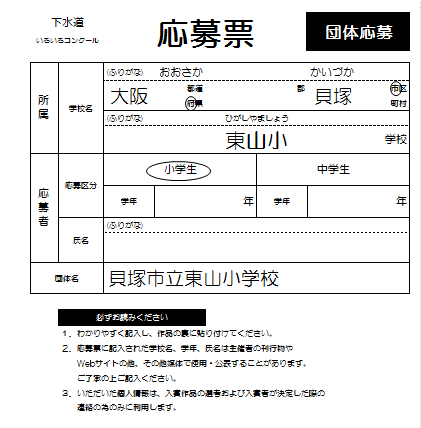 下水道
いろいろコンクール
応募票
団体応募
所属
学校名
(ふりがな) おおさか かいづか
大阪 都道府県 郡 貝塚 市区町村
(ふりがな) ひがしやましょう
東山小 学校
応募者
応募区分
小学生 中学生
学年 年 学年 年
氏名
(ふりがな)
団体名
貝塚市立東山小学校
必ずお読みください
1. わかりやすく記入し、作品の裏に貼り付けてください。
2. 応募票に記入された学校名、学年、氏名は主催者の刊行物や
Webサイトの他、その他媒体で使用・公表することがあります。
ご了承の上ご記入ください。
3. いただいた個人情報は、入賞作品の選者および入賞者が決定した際の
連絡の為のみに利用します。